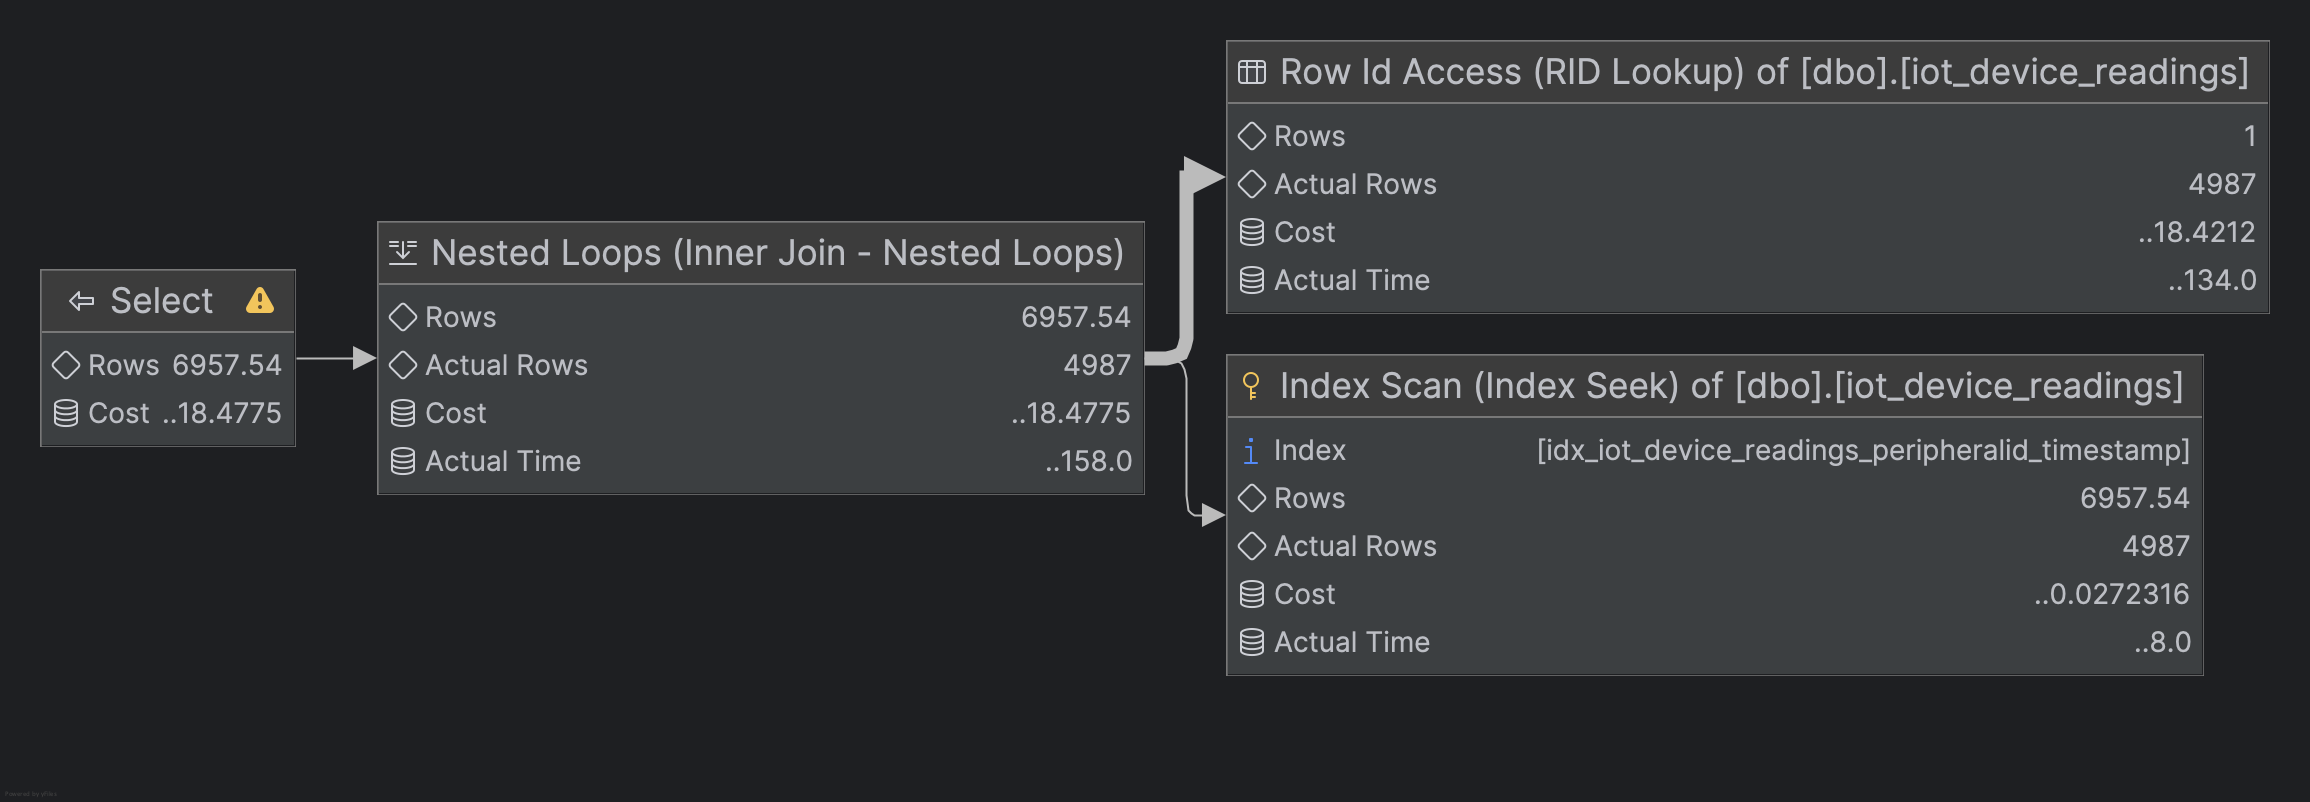 Select
Rows 6957.54
Cost ..18.4775
Nested Loops (Inner Join - Nested Loops)
Rows 6957.54
Actual Rows 4987
Cost ..18.4775
Actual Time ..158.0
Row Id Access (RID Lookup) of [dbo].[iot_device_readings]
Rows 1
Actual Rows 4987
Cost ..18.4212
Actual Time ..134.0
Index Scan (Index Seek) of [dbo].[iot_device_readings]
Index [idx_iot_device_readings_peripheralid_timestamp]
Rows 6957.54
Actual Rows 4987
Cost ..0.0272316
Actual Time ..8.0
Powered by yFiles